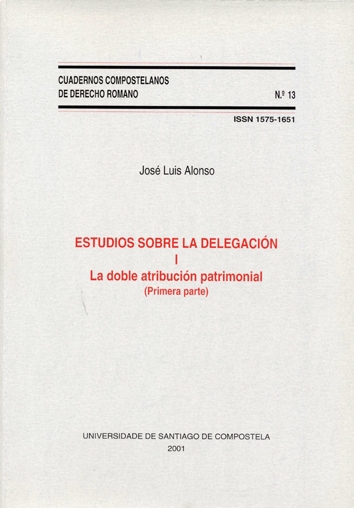 CUADERNOS COMPOSTELANOS
DE DERECHO ROMANO N.º 13
ISSN 1575-1651
José Luis Alonso
ESTUDIOS SOBRE LA DELEGACIÓN
I
La doble atribución patrimonial
(Primera parte)
UNIVERSIDADE DE SANTIAGO DE COMPOSTELA
2001